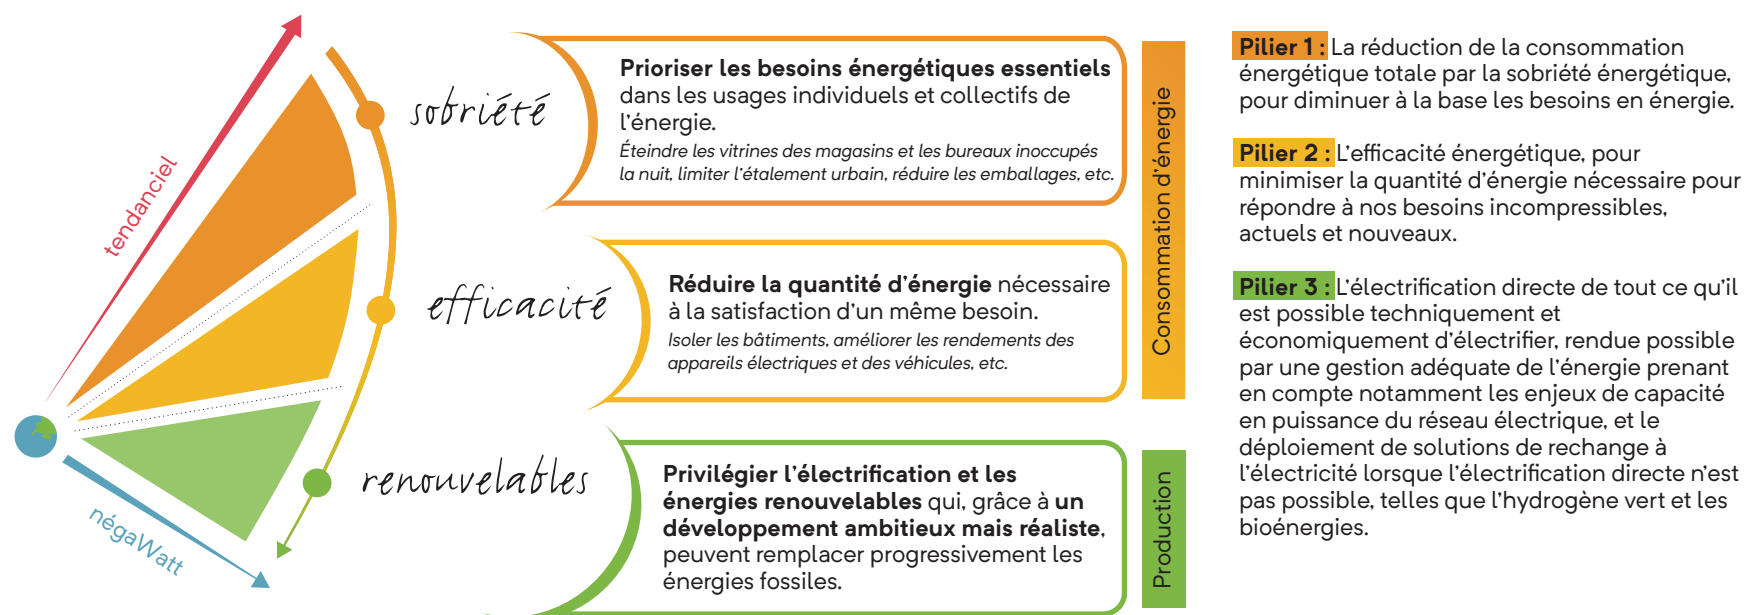 tendanciel
négaWatt
sobriété
Prioriser les besoins énergétiques essentiels
dans les usages individuels et collectifs de
l'énergie.
Éteindre les vitrines des magasins et les bureaux inoccupés
la nuit, limiter l'étalement urbain, réduire les emballages, etc.
efficacité
Réduire la quantité d'énergie nécessaire
à la satisfaction d'un même besoin.
Isoler les bâtiments, améliorer les rendements des
appareils électriques et des véhicules, etc.
renouvelables
Privilégier l'électrification et les
énergies renouvelables qui, grâce à un
développement ambitieux mais réaliste,
peuvent remplacer progressivement les
énergies fossiles.
Consommation d'énergie
Production
Pilier 1 : La réduction de la consommation
énergétique totale par la sobriété énergétique,
pour diminuer à la base les besoins en énergie.
Pilier 2 : L'efficacité énergétique, pour
minimiser la quantité d'énergie nécessaire pour
répondre à nos besoins incompressibles,
actuels et nouveaux.
Pilier 3 : L'électrification directe de tout ce qu'il
est possible techniquement et
économiquement d'électrifier, rendue possible
par une gestion adéquate de l'énergie prenant
en compte notamment les enjeux de capacité
en puissance du réseau électrique, et le
déploiement de solutions de rechange à
l'électricité lorsque l'électrification directe n'est
pas possible, telles que l'hydrogène vert et les
bioénergies.